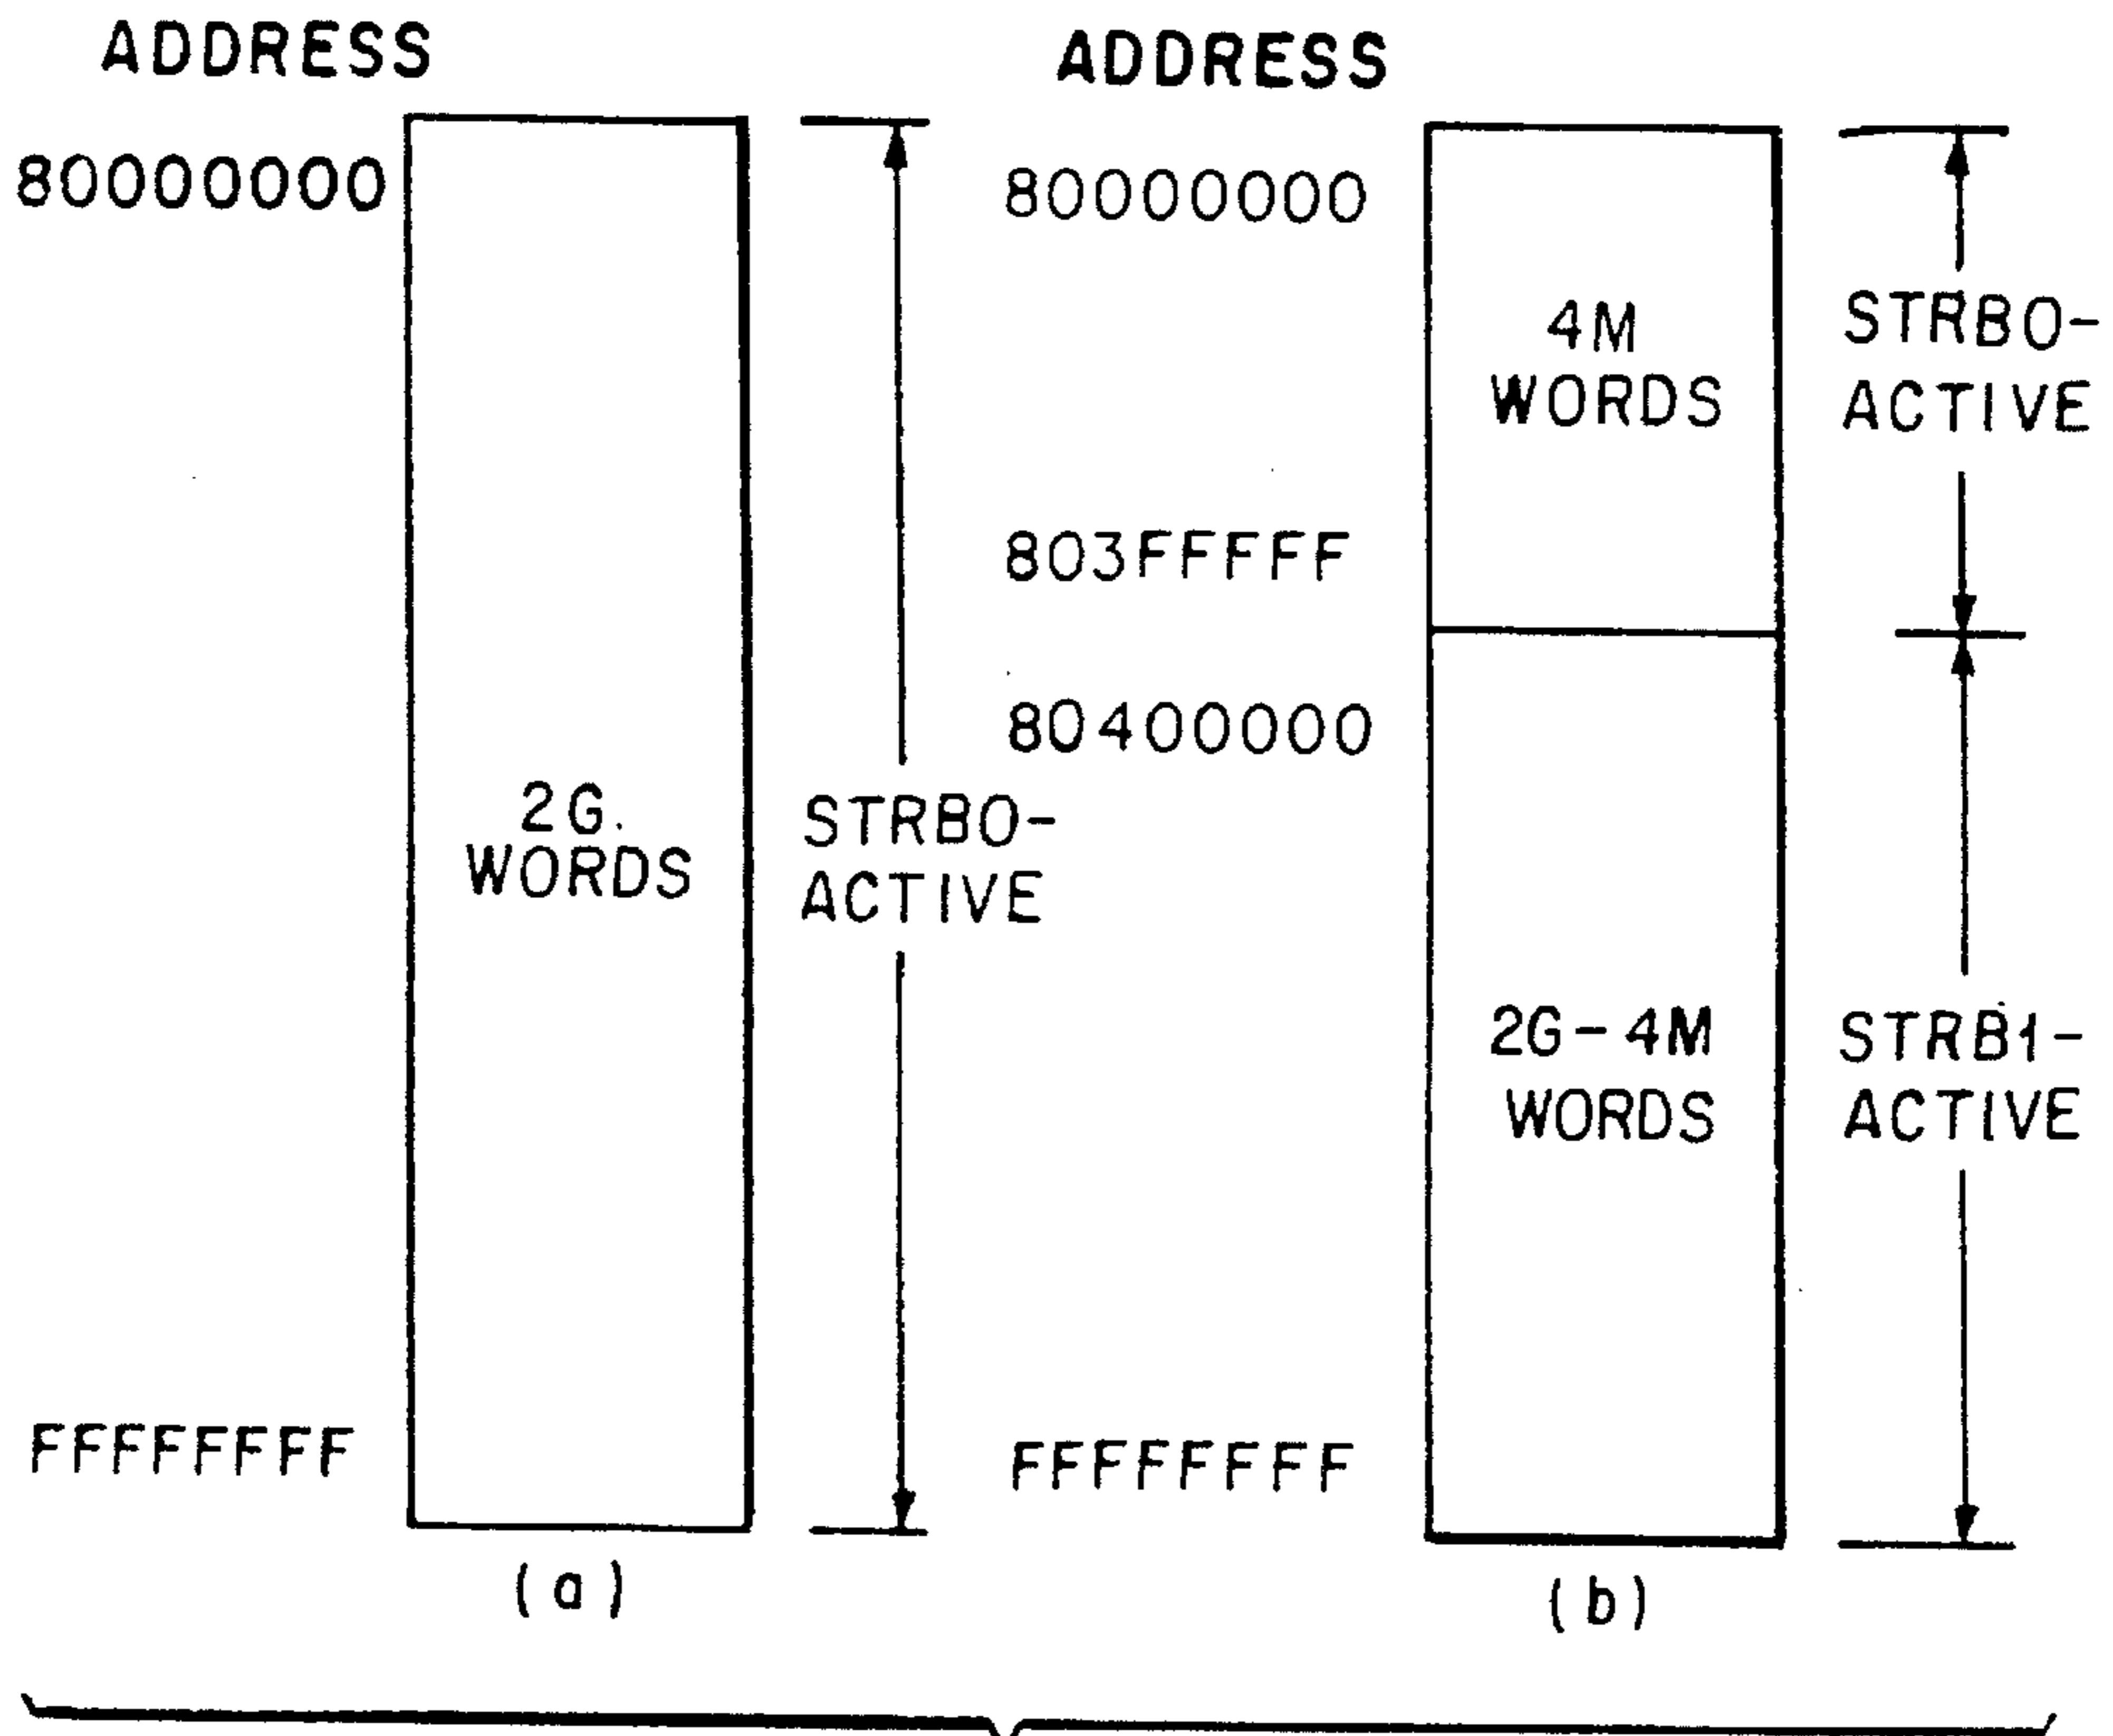 ADDRESS
80000000
2G.
WORDS
STRB0-
ACTIVE
FFFFFFFF
(a)
ADDRESS
80000000
4M
WORDS
STRB0-
ACTIVE
803FFFFF
80400000
2G-4M
WORDS
STRB1-
ACTIVE
FFFFFFFF
(b)